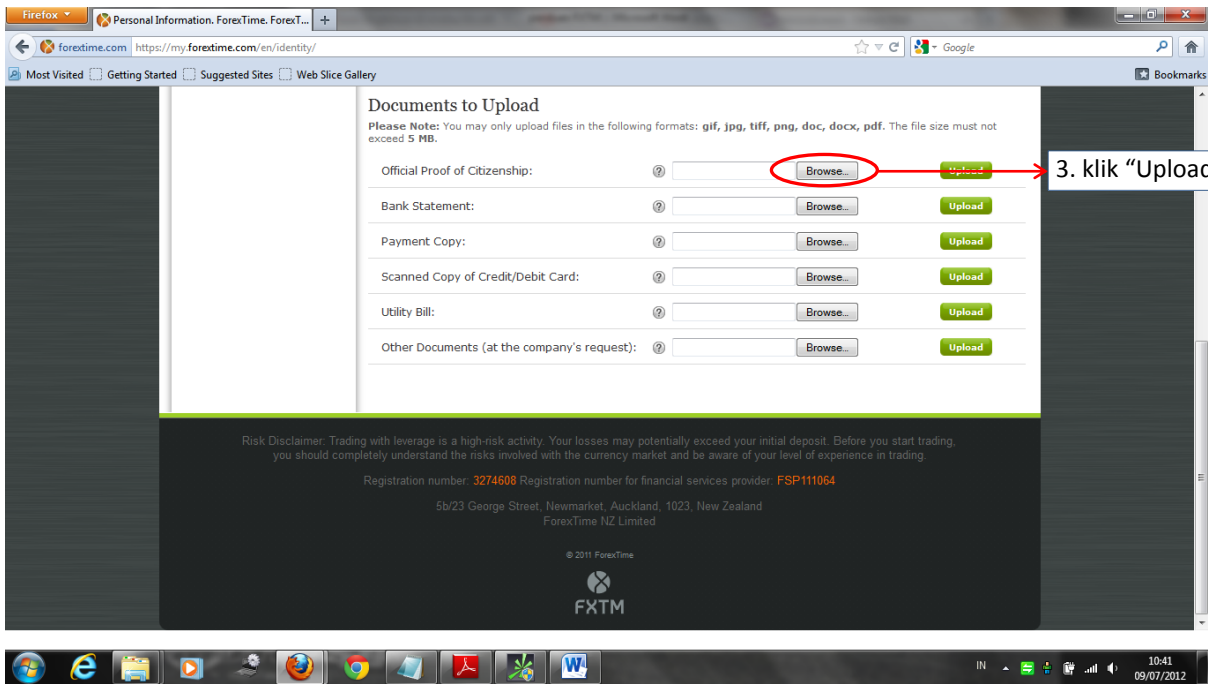 Firefox
Personal Information. ForexTime. ForexT...
forextime.com https://my.forextime.com/en/identity/
Google
Most Visited Getting Started Suggested Sites Web Slice Gallery Bookmarks
Documents to Upload
Please Note: You may only upload files in the following formats: gif, jpg, tiff, png, doc, docx, pdf. The file size must not
exceed 5 MB.
Official Proof of Citizenship: ? Browse... Upload
3. klik “Upload
Bank Statement: ? Browse... Upload
Payment Copy: ? Browse... Upload
Scanned Copy of Credit/Debit Card: ? Browse... Upload
Utility Bill: ? Browse... Upload
Other Documents (at the company's request): ? Browse... Upload
Risk Disclaimer: Trading with leverage is a high-risk activity. Your losses may potentially exceed your initial deposit. Before you start trading,
you should completely understand the risks involved with the currency market and be aware of your level of experience in trading.
Registration number: 3274608 Registration number for financial services provider: FSP111064
5b/23 George Street, Newmarket, Auckland, 1023, New Zealand
ForexTime NZ Limited
© 2011 ForexTime
FXTM
IN
10:41
09/07/2012